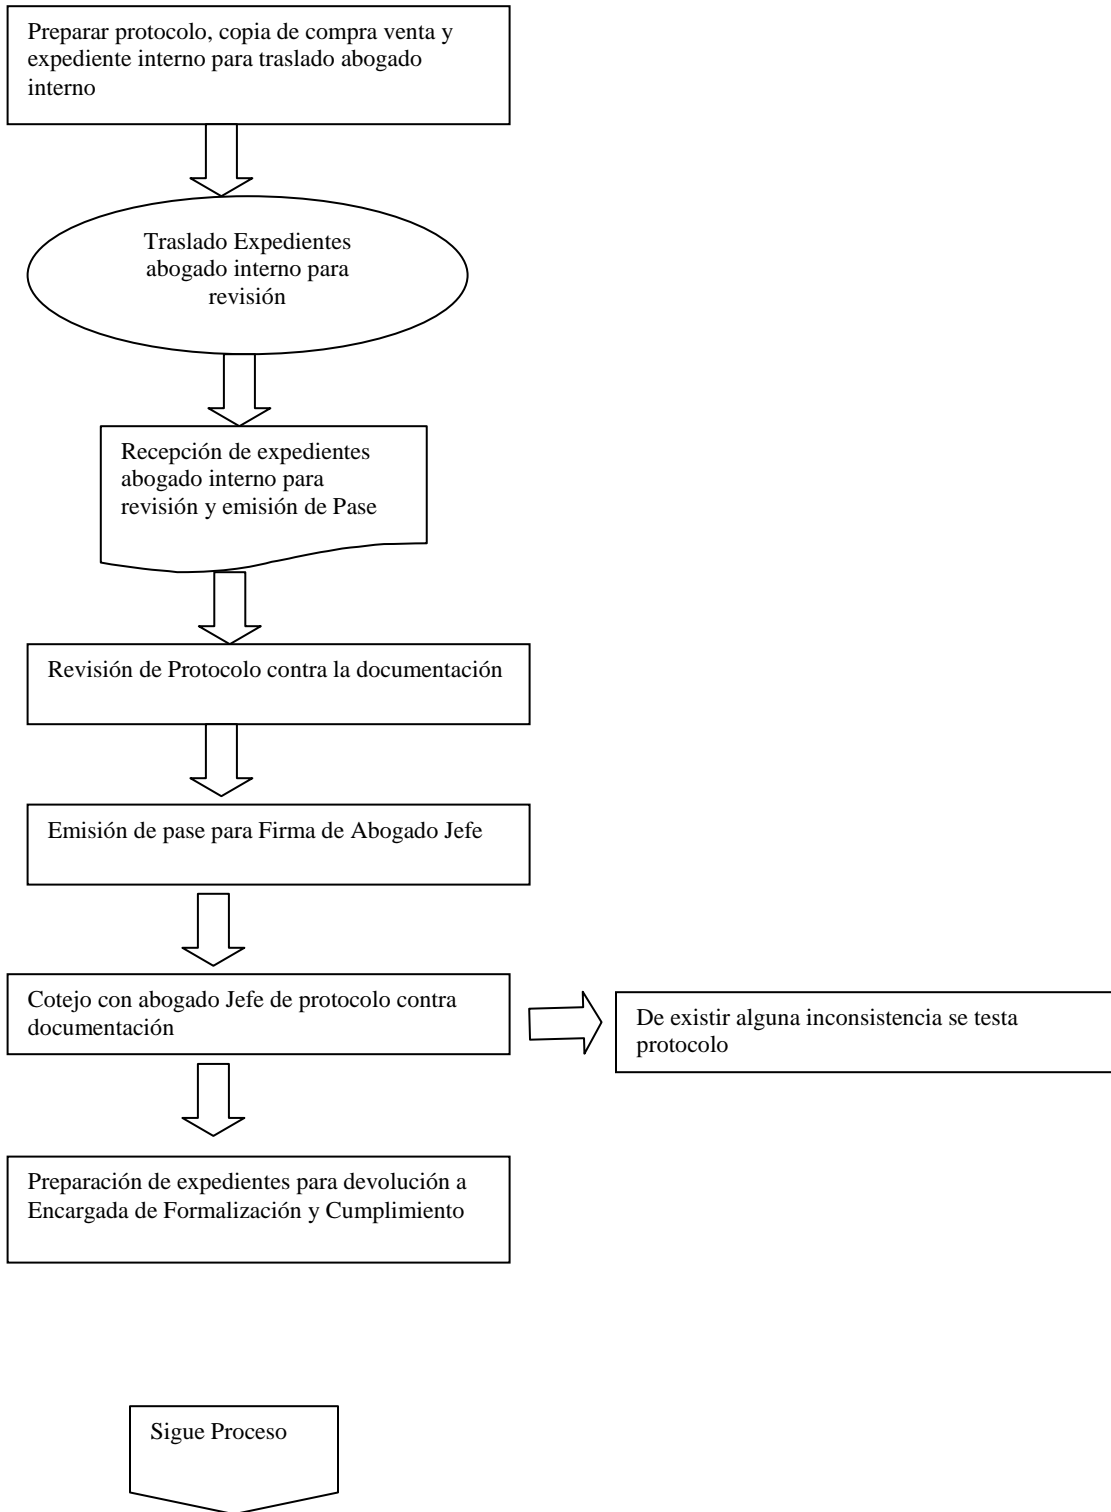 Preparar protocolo, copia de compra venta y
expediente interno para traslado abogado
interno
Traslado Expedientes
abogado interno para
revisión
Recepción de expedientes
abogado interno para
revisión y emisión de Pase
Revisión de Protocolo contra la documentación
Emisión de pase para Firma de Abogado Jefe
Cotejo con abogado Jefe de protocolo contra
documentación
De existir alguna inconsistencia se testa
protocolo
Preparación de expedientes para devolución a
Encargada de Formalización y Cumplimiento
Sigue Proceso